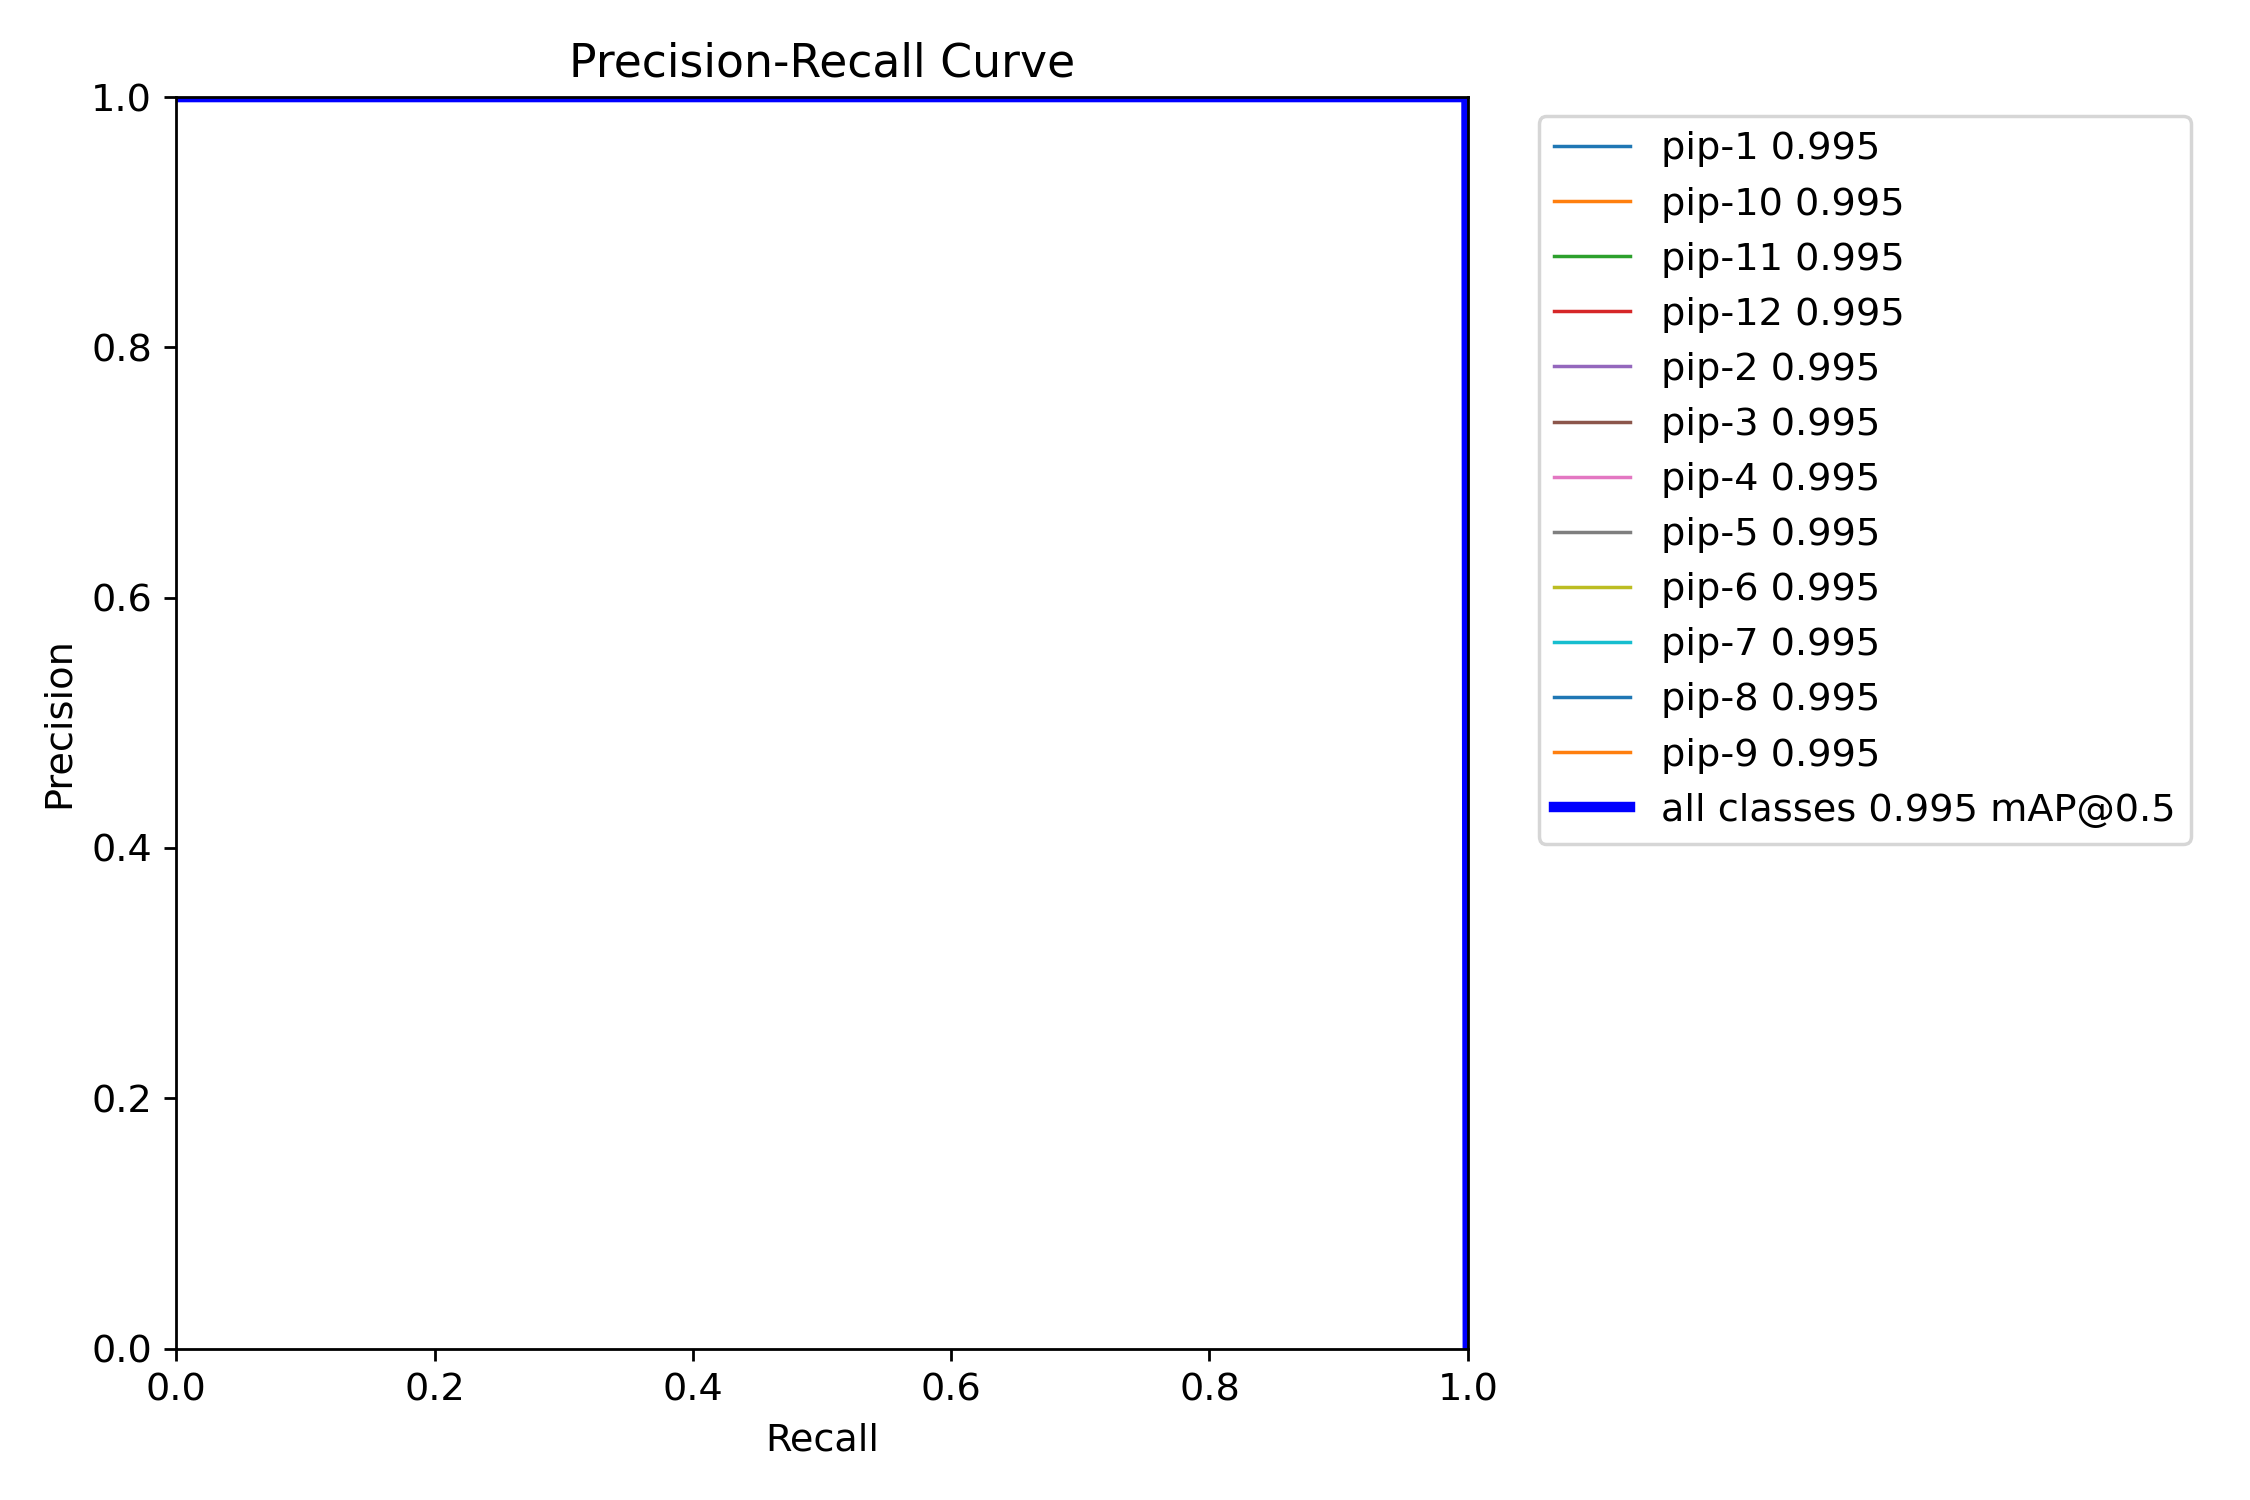 Precision-Recall Curve
1.0
0.8
0.6
0.4
0.2
0.0
Precision
0.0 0.2 0.4 0.6 0.8 1.0
Recall
pip-1 0.995
pip-10 0.995
pip-11 0.995
pip-12 0.995
pip-2 0.995
pip-3 0.995
pip-4 0.995
pip-5 0.995
pip-6 0.995
pip-7 0.995
pip-8 0.995
pip-9 0.995
all classes 0.995 mAP@0.5